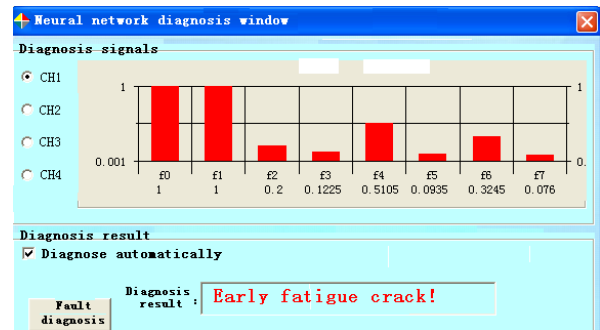 Neural network diagnosis window
Diagnosis signals
CH1
CH2
CH3
CH4
1
1
0.001
0.
f0 f1 f2 f3 f4 f5 f6 f7
1 1 0.2 0.1225 0.5105 0.0935 0.3245 0.076
Diagnosis result
Diagnose automatically
Fault
diagnosis
Diagnosis
result :
Early fatigue crack!